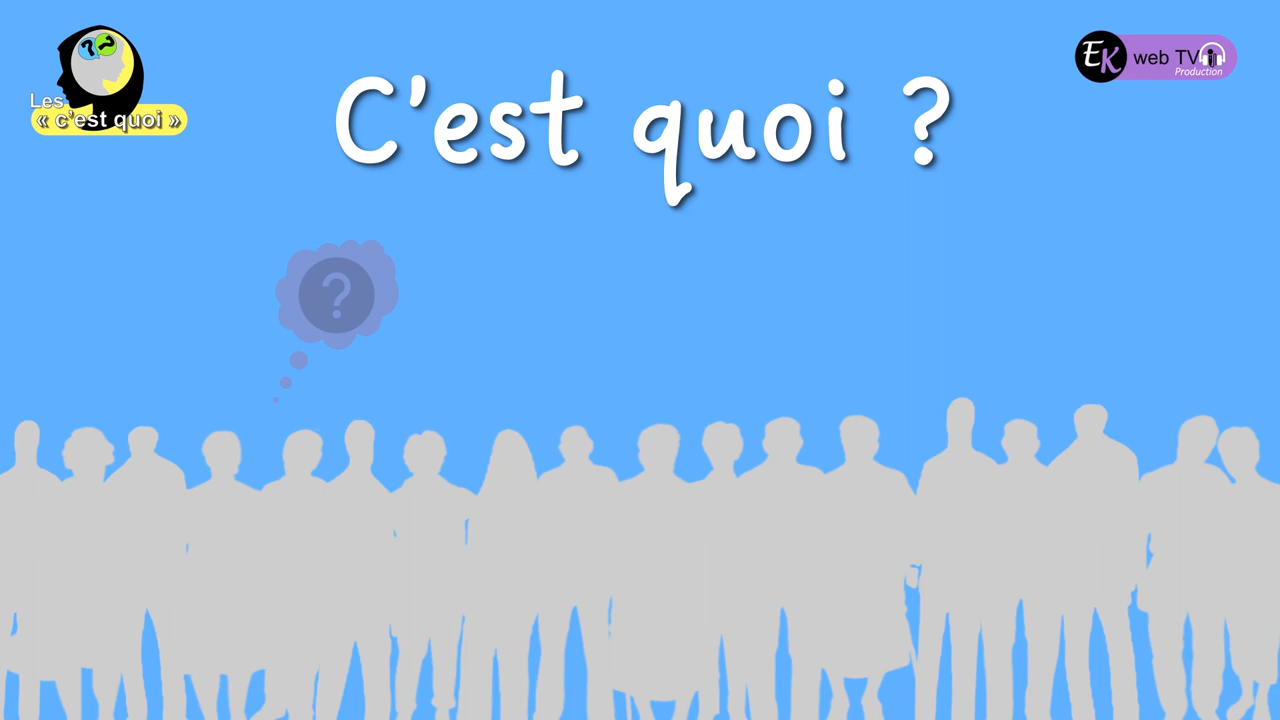 Les
« c'est quoi »
C'est quoi ?
EK web TV
Production
?